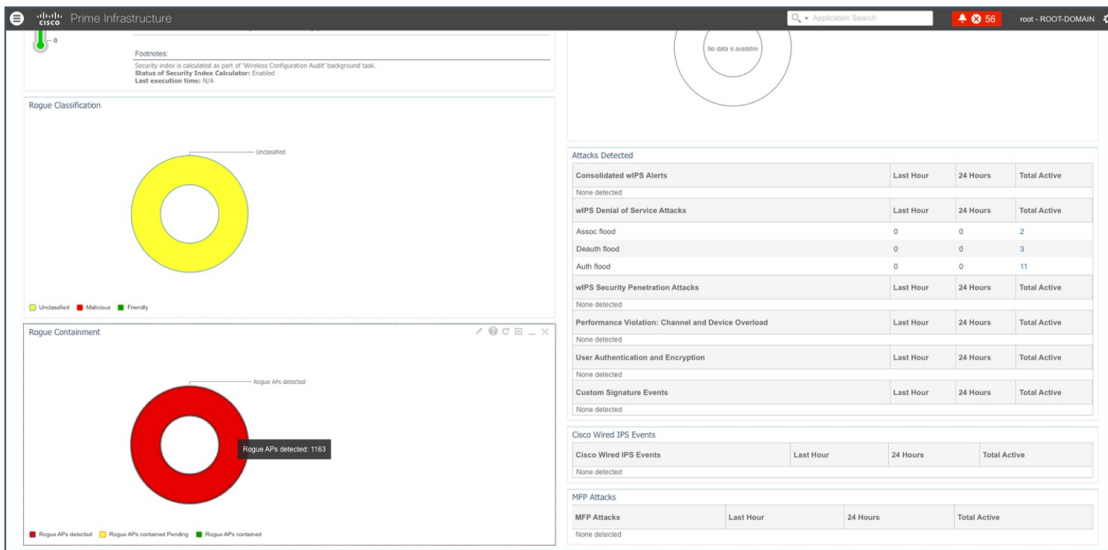 cisco Prime Infrastructure
Application Search
56
root - ROOT-DOMAIN
0
Footnotes:
Security index is calculated as part of 'Wireless Configuration Audit' background task.
Status of Security Index Calculator: Enabled
Last execution time: N/A
Rogue Classification
Unclassified
Unclassified Malicious Friendly
Rogue Containment
Rogue APs detected
Rogue APs detected: 1163
Rogue APs detected Rogue APs contained Pending Rogue APs contained
No data is available
Attacks Detected
Consolidated wIPS Alerts Last Hour 24 Hours Total Active
None detected
wIPS Denial of Service Attacks Last Hour 24 Hours Total Active
Assoc flood 0 0 2
Deauth flood 0 0 3
Auth flood 0 0 11
wIPS Security Penetration Attacks Last Hour 24 Hours Total Active
None detected
Performance Violation: Channel and Device Overload Last Hour 24 Hours Total Active
None detected
User Authentication and Encryption Last Hour 24 Hours Total Active
None detected
Custom Signature Events Last Hour 24 Hours Total Active
None detected
Cisco Wired IPS Events
Cisco Wired IPS Events Last Hour 24 Hours Total Active
None detected
MFP Attacks
MFP Attacks Last Hour 24 Hours Total Active
None detected